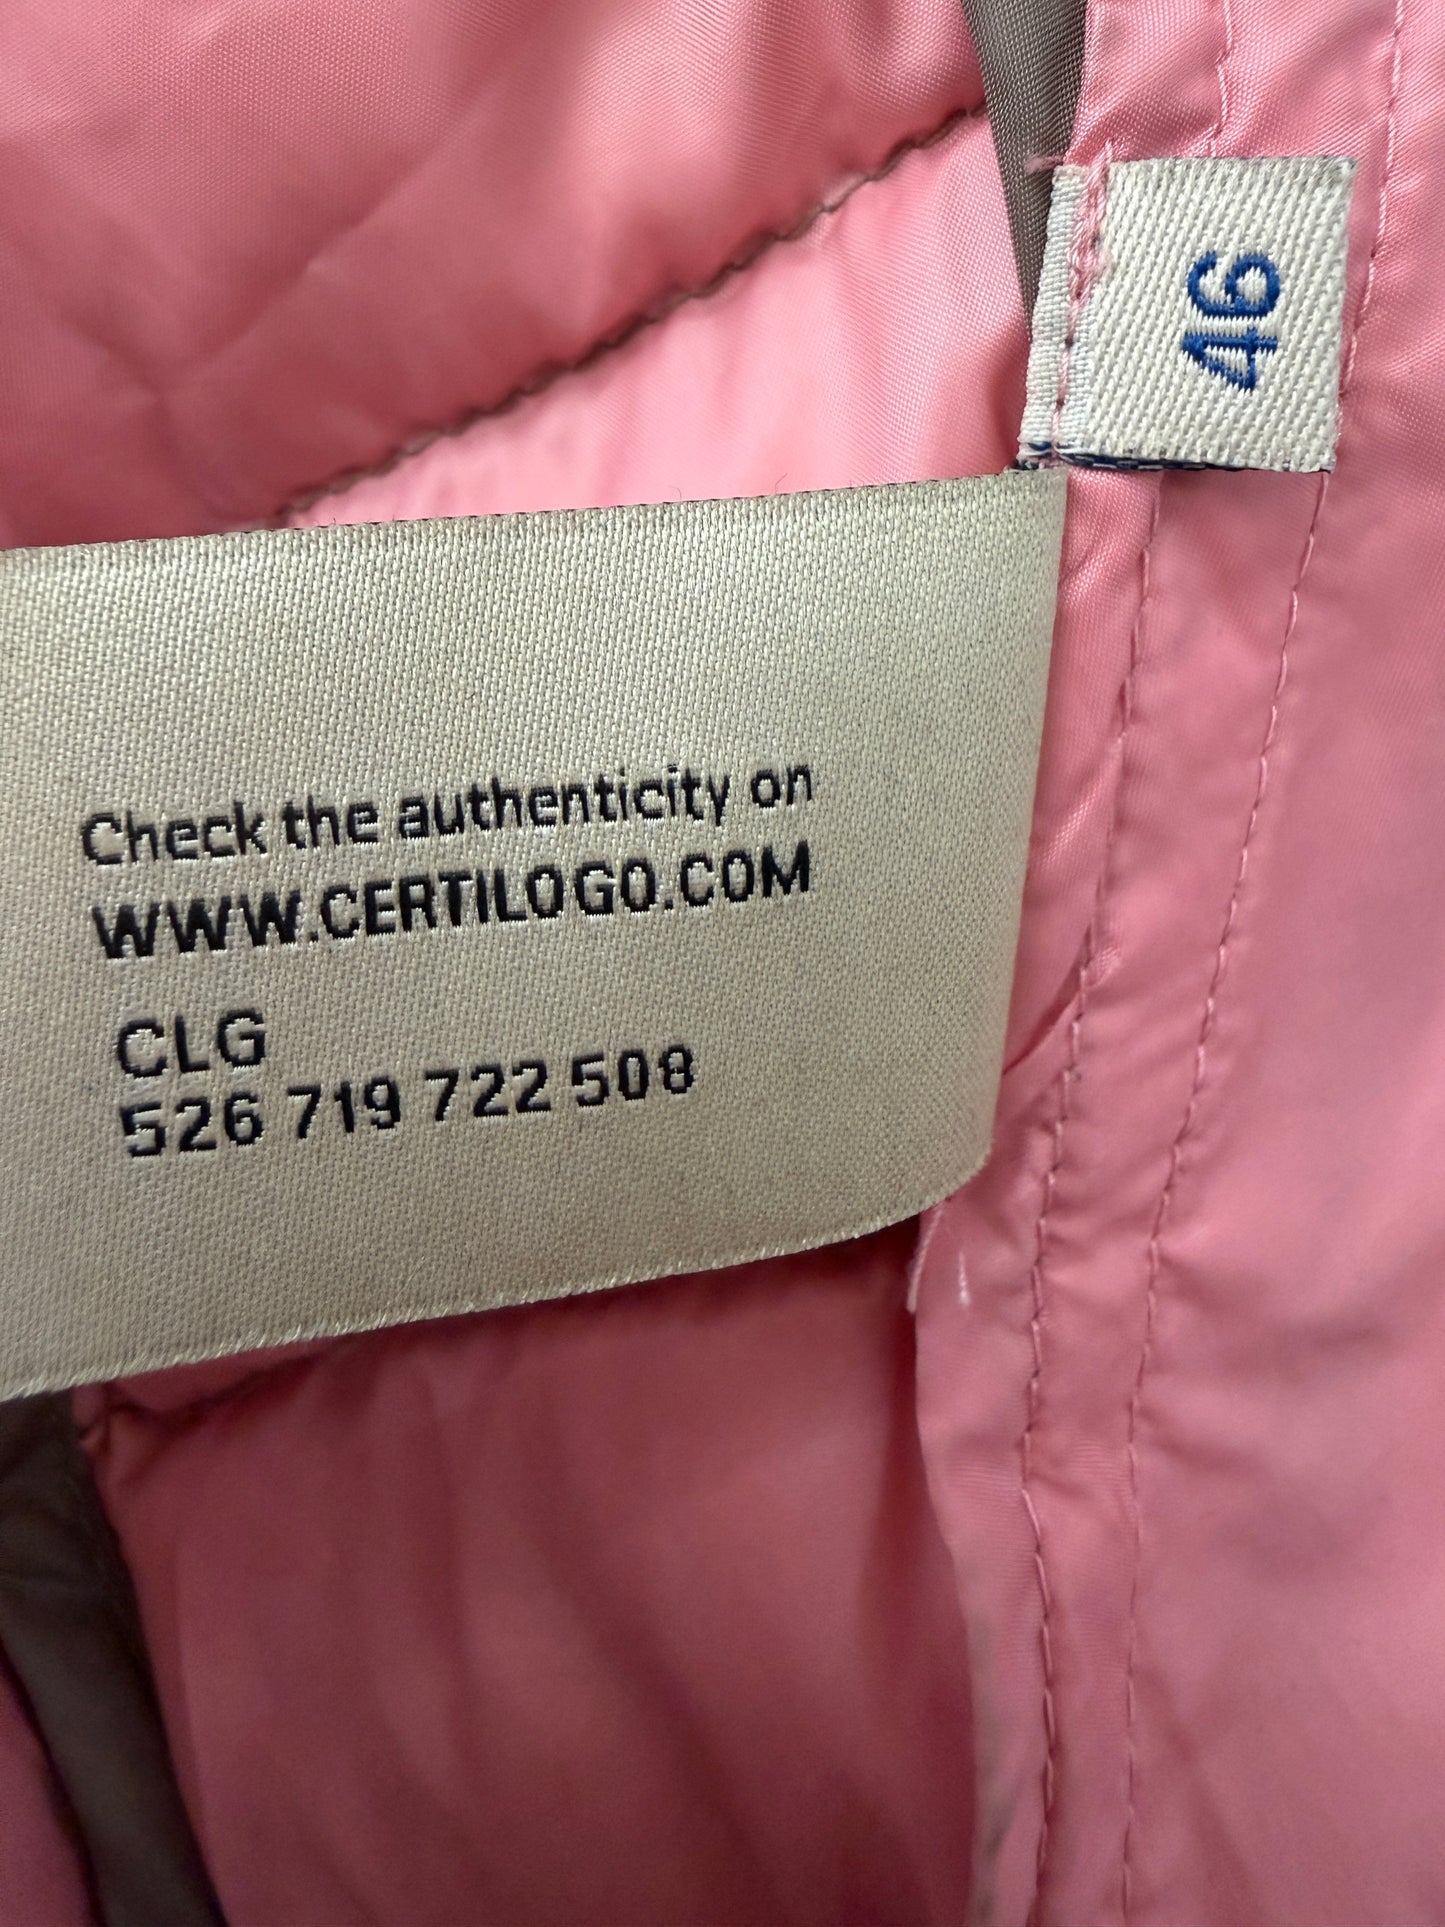 46
Check the authenticity on
WWW.CERTILOGO.COM
CLG
526 719 722 508